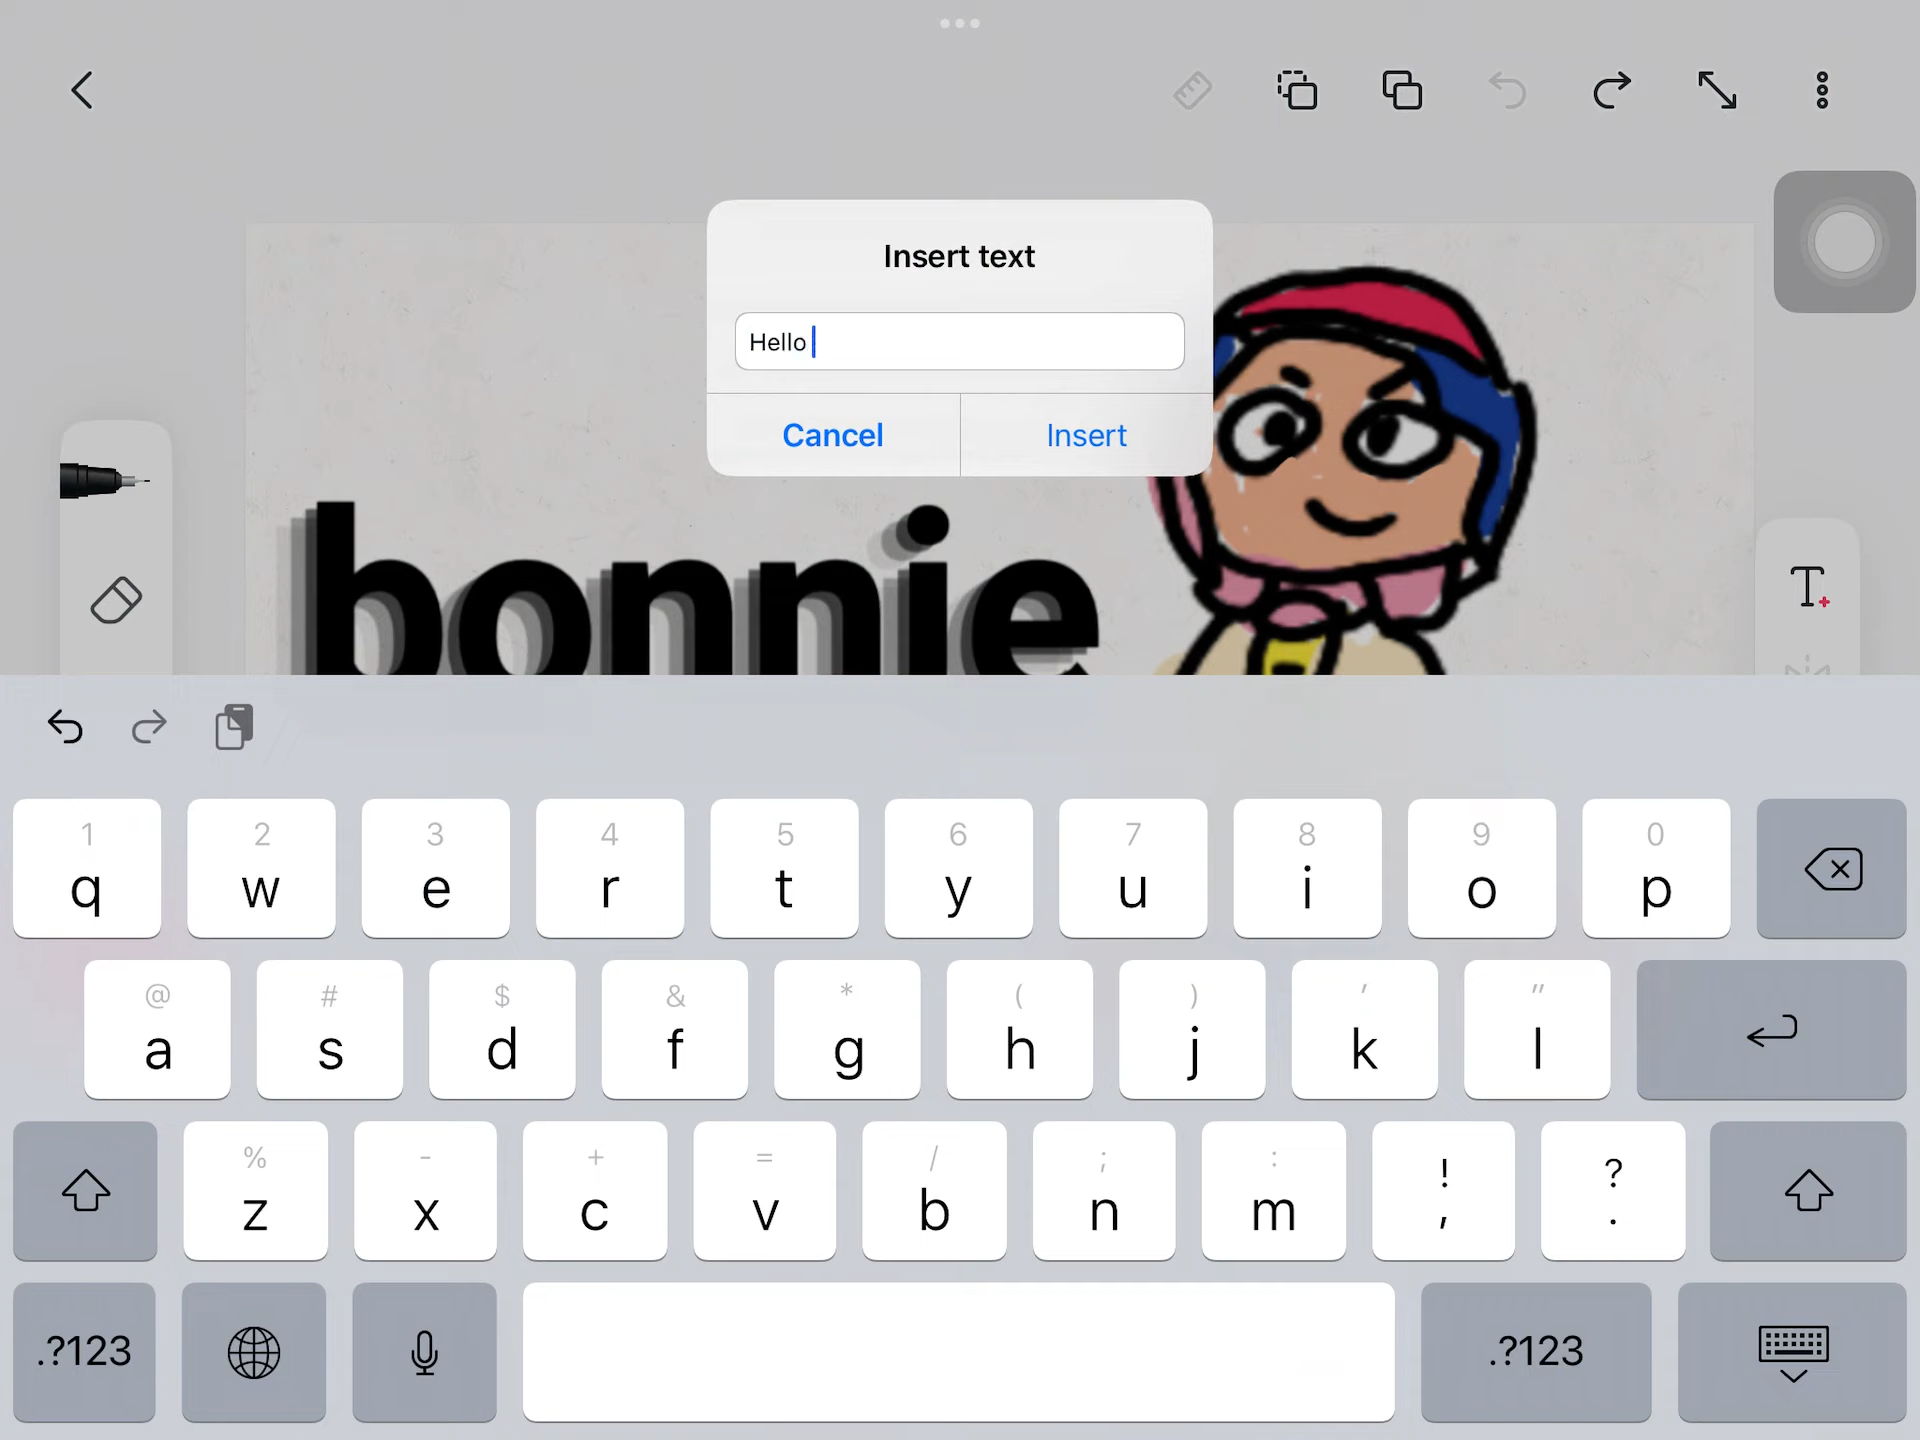 Insert text
Hello
Cancel Insert
bonnie
T
1 2 3 4 5 6 7 8 9 0
q w e r t y u i o p
@ # $ & * ( ) ' "
a s d f g h j k l
% - + = / ; : ! ?
z x c v b n m , .
.?123 .?123